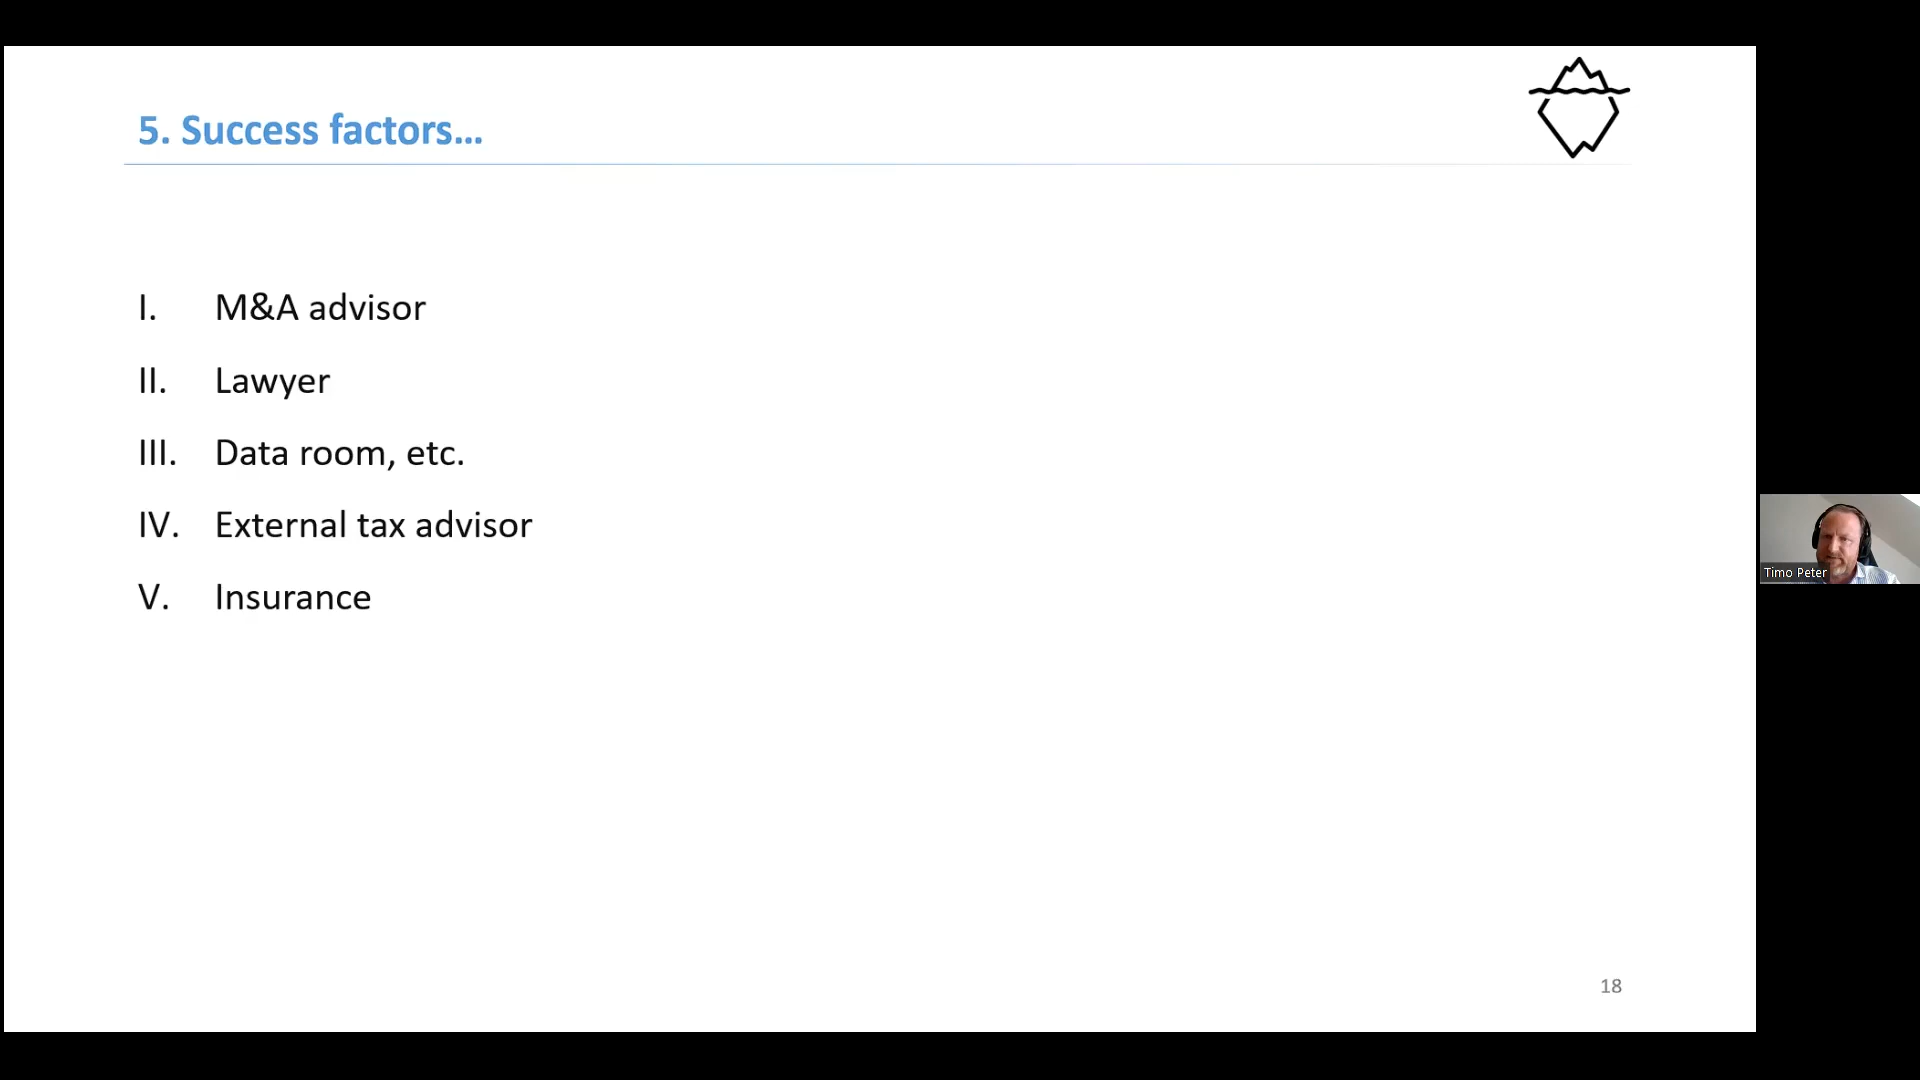 5. Success factors...
I. M&A advisor
II. Lawyer
III. Data room, etc.
IV. External tax advisor
V. Insurance
Timo Peter
18